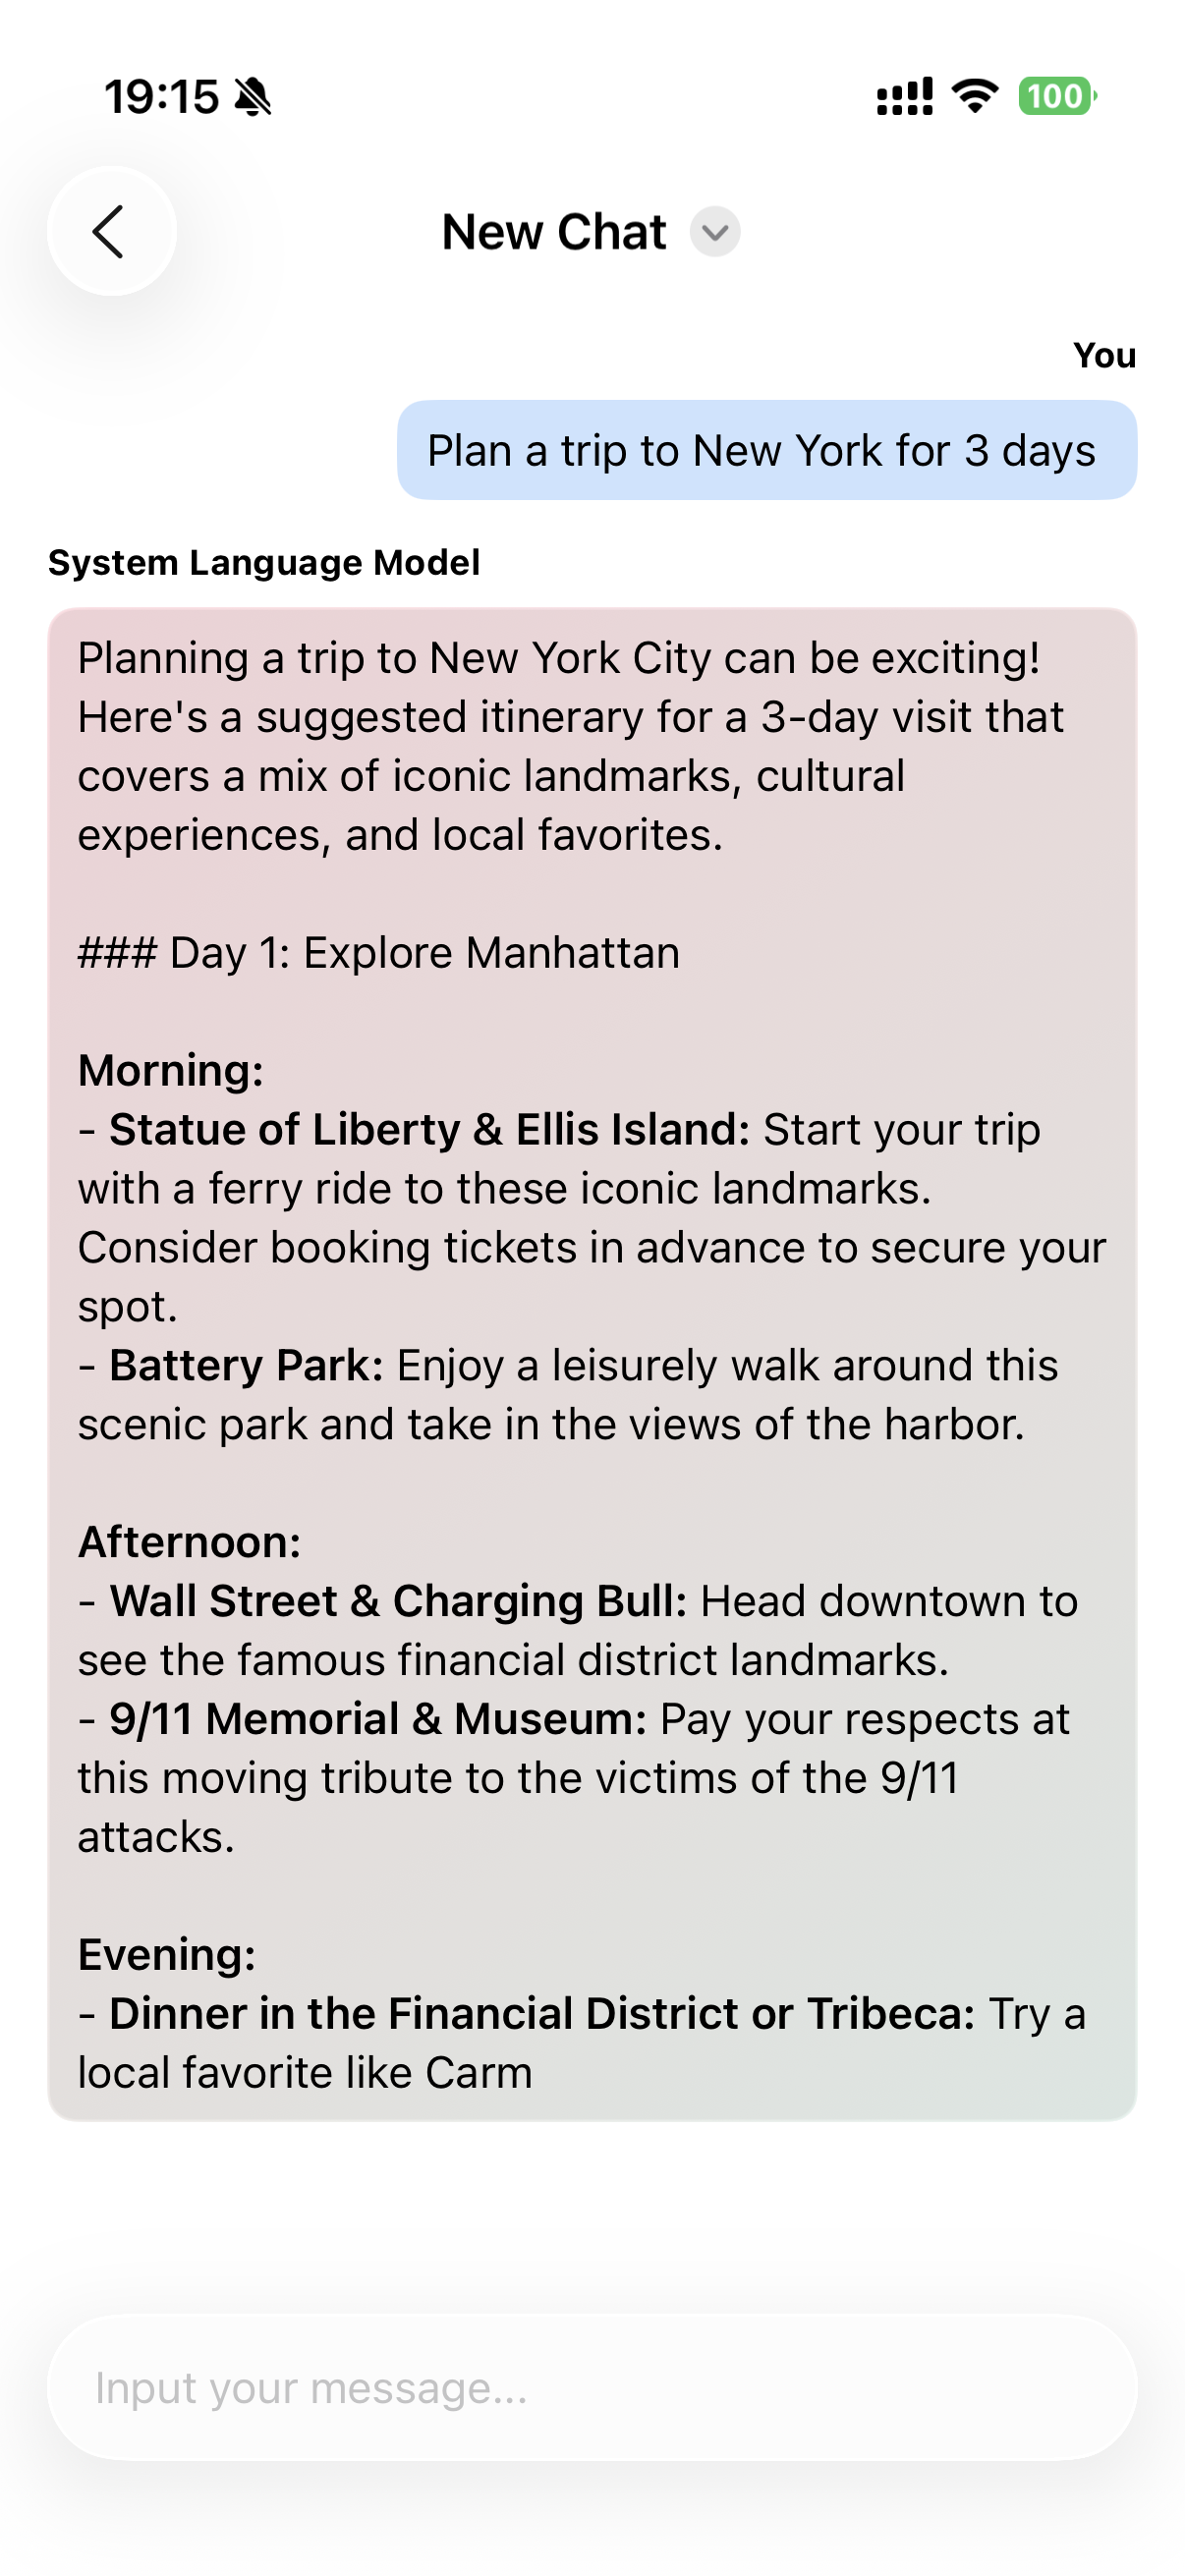 19:15
100
New Chat
You
Plan a trip to New York for 3 days
System Language Model
Planning a trip to New York City can be exciting!
Here's a suggested itinerary for a 3-day visit that
covers a mix of iconic landmarks, cultural
experiences, and local favorites.
### Day 1: Explore Manhattan
Morning:
- Statue of Liberty & Ellis Island: Start your trip
with a ferry ride to these iconic landmarks.
Consider booking tickets in advance to secure your
spot.
- Battery Park: Enjoy a leisurely walk around this
scenic park and take in the views of the harbor.
Afternoon:
- Wall Street & Charging Bull: Head downtown to
see the famous financial district landmarks.
- 9/11 Memorial & Museum: Pay your respects at
this moving tribute to the victims of the 9/11
attacks.
Evening:
- Dinner in the Financial District or Tribeca: Try a
local favorite like Carm
Input your message...